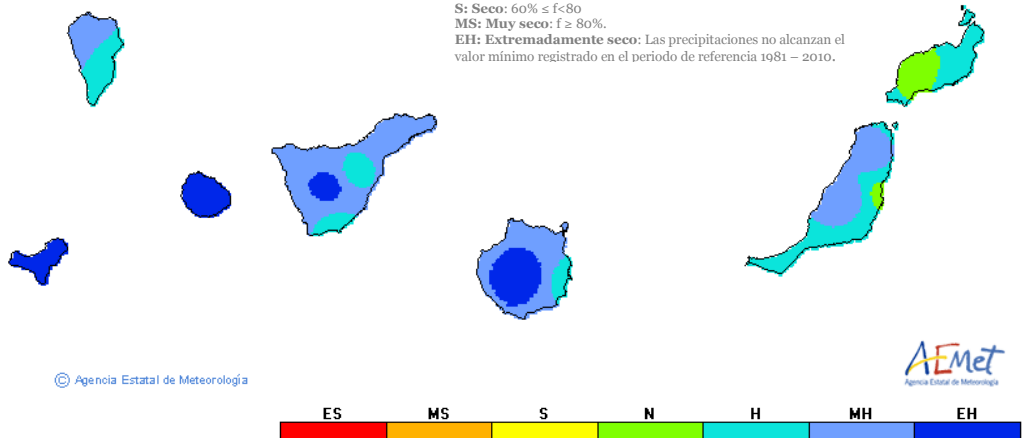 S: Seco: 60% ≤ f<80
MS: Muy seco: f ≥ 80%.
EH: Extremadamente seco: Las precipitaciones no alcanzan el
valor mínimo registrado en el periodo de referencia 1981 – 2010.
© Agencia Estatal de Meteorología
AEMet
Agencia Estatal de Meteorología
ES MS S N H MH EH